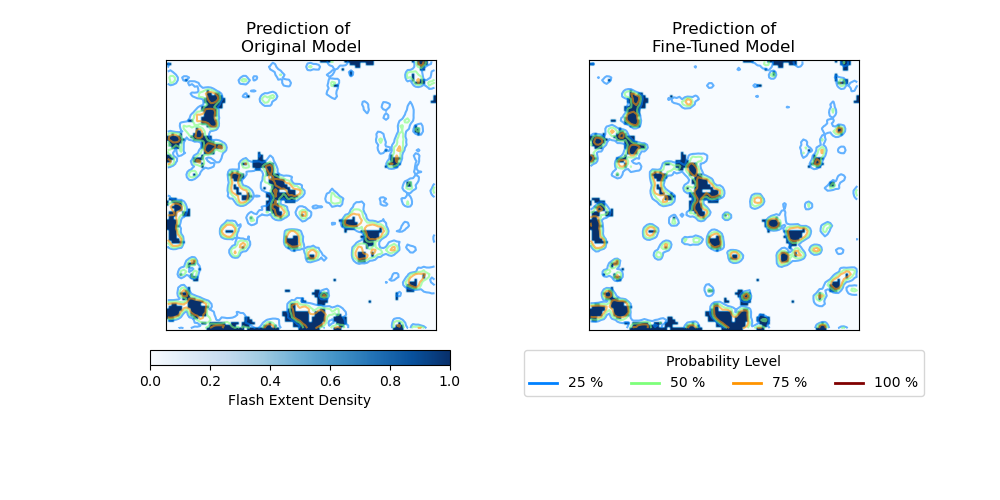 Prediction of
Original Model
Prediction of
Fine-Tuned Model
0.0 0.2 0.4 0.6 0.8 1.0
Flash Extent Density
Probability Level
25 % 50 % 75 % 100 %